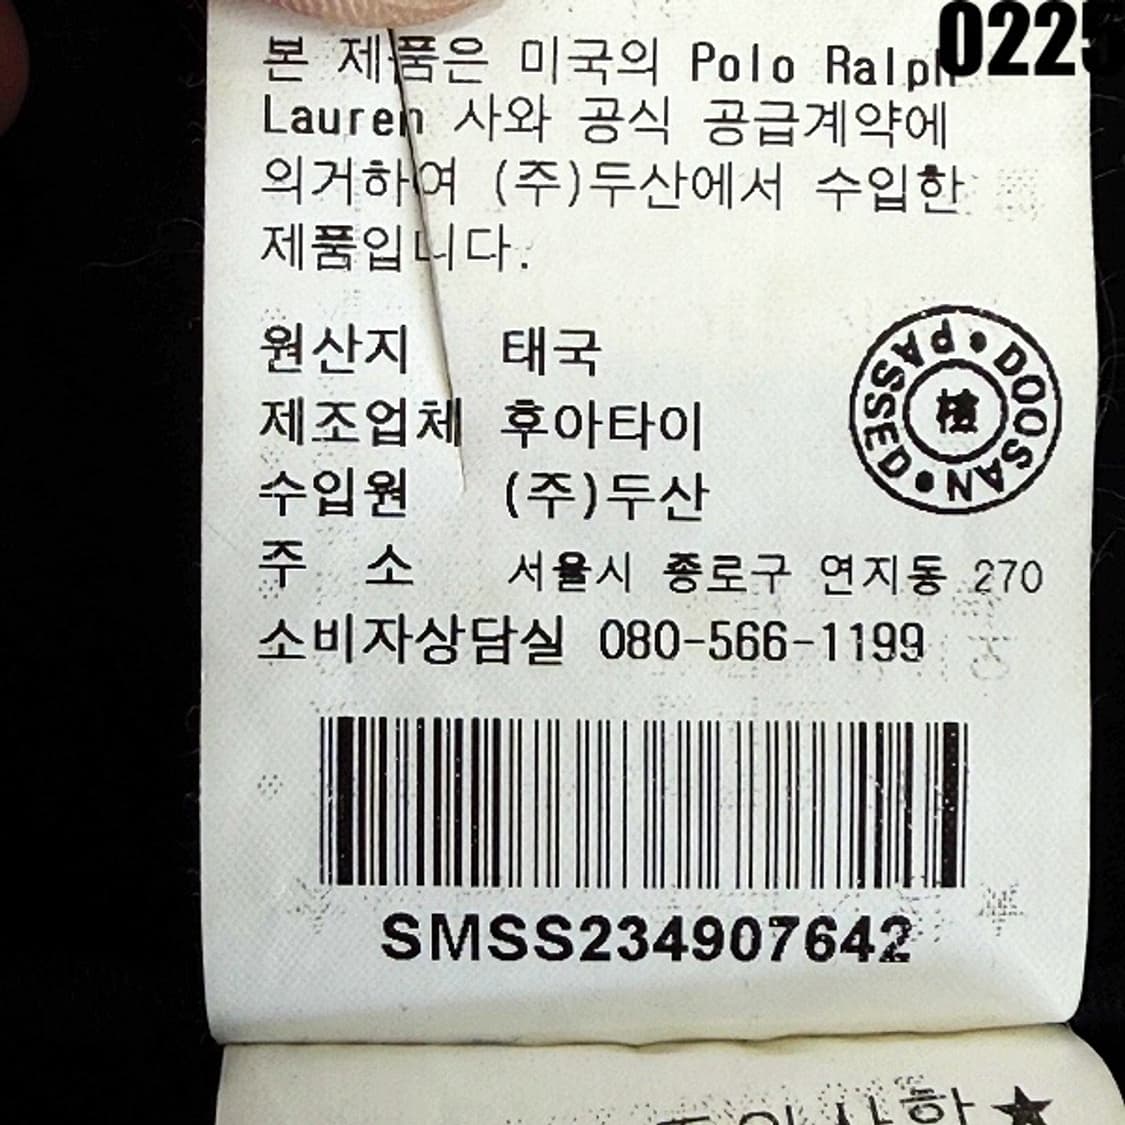 0225
본 제품은 미국의 Polo Ralph
Lauren 사와 공식 공급계약에
의거하여 (주)두산에서 수입한
제품입니다.
원산지 태국
제조업체 후아타이
수입원 (주)두산
주 소 서울시 종로구 연지동 270
소비자상담실 080-566-1199
DOOSAN • PASSED •
檢
SMSS234907642